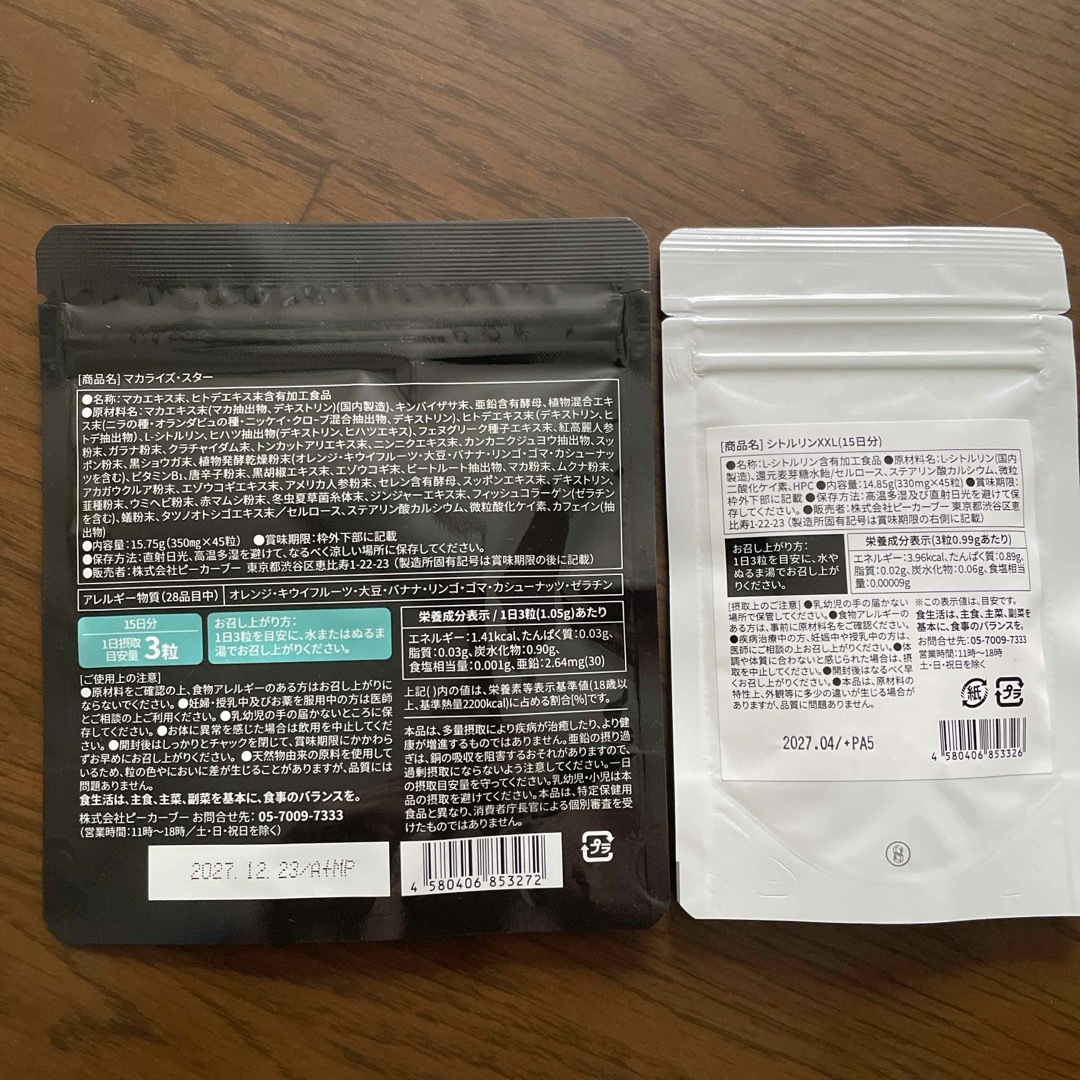 [商品名] マカライズ・スター
●名称:マカエキス末、ヒトデエキス末含有加工食品
●原材料名:マカエキス末(マカ抽出物、デキストリン)(国内製造)、キンバイザサ末、亜鉛含有酵母、植物混合エキ
ス末(ニラの種・オランダビユの種・ニッケイ・クローブ混合抽出物、デキストリン)、ヒトデエキス末(デキストリン、ヒ
トデ抽出物)、L-シトルリン、ヒハツ抽出物(デキストリン、ヒハツエキス)、フェヌグリーク種子エキス末、紅高麗人参
粉末、ガラナ粉末、クラチャイダム末、トンカットアリエキス末、ニンニクエキス末、カンカニクジュヨウ抽出物、スッ
ポン粉末、黒ショウガ末、植物発酵乾燥粉末(オレンジ・キウイフルーツ・大豆・バナナ・リンゴ・ゴマ・カシューナッ
ツを含む)、ビタミンB₁、唐辛子粉末、黒胡椒エキス末、エゾウコギ末、ビートルート抽出物、マカ粉末、ムクナ粉末、
アカガウクルア粉末、エゾウコギエキス末、アメリカ人参粉末、セレン含有酵母、スッポンエキス末、デキストリン、
韮種粉末、ウミヘビ粉末、赤マムシ粉末、冬虫夏草菌糸体末、ジンジャーエキス末、フィッシュコラーゲン(ゼラチン
を含む)、蟻粉末、タツノオトシゴエキス末/セルロース、ステアリン酸カルシウム、微粒酸化ケイ素、カフェイン(抽
出物)
●内容量:15.75g(350mg×45粒) ●賞味期限:枠外下部に記載
●保存方法:直射日光、高温多湿を避けて、なるべく涼しい場所に保存してください。
●販売者:株式会社ピーカーブー 東京都渋谷区恵比寿1-22-23 (製造所固有記号は賞味期限の後に記載)
アレルギー物質(28品目中) オレンジ・キウイフルーツ・大豆・バナナ・リンゴ・ゴマ・カシューナッツ・ゼラチン
15日分
1日摂取
目安量 3粒
お召し上がり方:
1日3粒を目安に、水またはぬるま
湯でお召し上がりください。
栄養成分表示 / 1日3粒(1.05g)あたり
エネルギー:1.41kcal、たんぱく質:0.03g、
脂質:0.03g、炭水化物:0.90g、
食塩相当量:0.001g、亜鉛:2.64mg(30)
上記( )内の値は、栄養素等表示基準値(18歳以
上、基準熱量2200kcal)に占める割合[%]です。
[ご使用上の注意]
●原材料をご確認の上、食物アレルギーのある方はお召し上がりに
ならないでください。●妊婦・授乳中及びお薬を服用中の方は医師
とご相談の上ご利用ください。●乳幼児の手の届かないところに保
存してください。●お体に異常を感じた場合は飲用を中止してくださ
い。●開封後はしっかりとチャックを閉じて、賞味期限にかかわら
ずお早めにお召し上がりください。●天然物由来の原料を使用し
ているため、粒の色やにおいに差が生じることがありますが、品質には
問題ありません。
食生活は、主食、主菜、副菜を基本に、食事のバランスを。
株式会社ピーカーブー お問合せ先: 05-7009-7333
(営業時間:11時〜18時/土・日・祝日を除く)
本品は、多量摂取により疾病が治癒したり、より健
康が増進するものではありません。亜鉛の摂り過
ぎは、銅の吸収を阻害するおそれがありますので、
過剰摂取にならないよう注意してください。一日
の摂取目安量を守ってください。乳幼児・小児は本
品の摂取を避けてください。本品は、特定保健用
食品と異なり、消費者庁長官による個別審査を受
けたものではありません。
2027.12.23/A+MP
4 580406 853272
プラ
[商品名] シトルリンXXL(15日分)
●名称:L-シトルリン含有加工食品 ●原材料名:L-シトルリン(国内
製造)、還元麦芽糖水飴/セルロース、ステアリン酸カルシウム、微粒
二酸化ケイ素、HPC ●内容量:14.85g(330mg×45粒) ●賞味期限:
枠外下部に記載 ●保存方法:高温多湿及び直射日光を避けて保
存してください。●販売者:株式会社ピーカーブー 東京都渋谷区恵
比寿1-22-23 (製造所固有記号は賞味期限の右側に記載)
お召し上がり方:
1日3粒を目安に、水や
ぬるま湯でお召し上が
りください。
栄養成分表示(3粒0.99gあたり)
エネルギー:3.96kcal、たんぱく質:0.89g、
脂質:0.02g、炭水化物:0.06g、食塩相当
量:0.00009g
[摂取上のご注意] ●乳幼児の手の届かない
場所で保管してください。●食物アレルギーの
ある方は、事前に原材料名をご確認ください。
●疾病治療中の方、妊娠中や授乳中の方は、
医師にご相談の上お召し上がりください。●体
調や体質に合わないと感じられた場合は、摂
取を中止してください。●開封後はなるべく早
くお召し上がりください。●本品は、原材料の
特性上、外観等に多少の違いが生じる場合が
ありますが、品質に問題ありません。
※この表示値は、目安です。
食生活は、主食、主菜、副菜を
基本に、食事のバランスを。
お問合せ先: 05-7009-7333
営業時間:11時〜18時
土・日・祝日を除く
紙
プラ
2027.04/+PA5
4 580406 853326